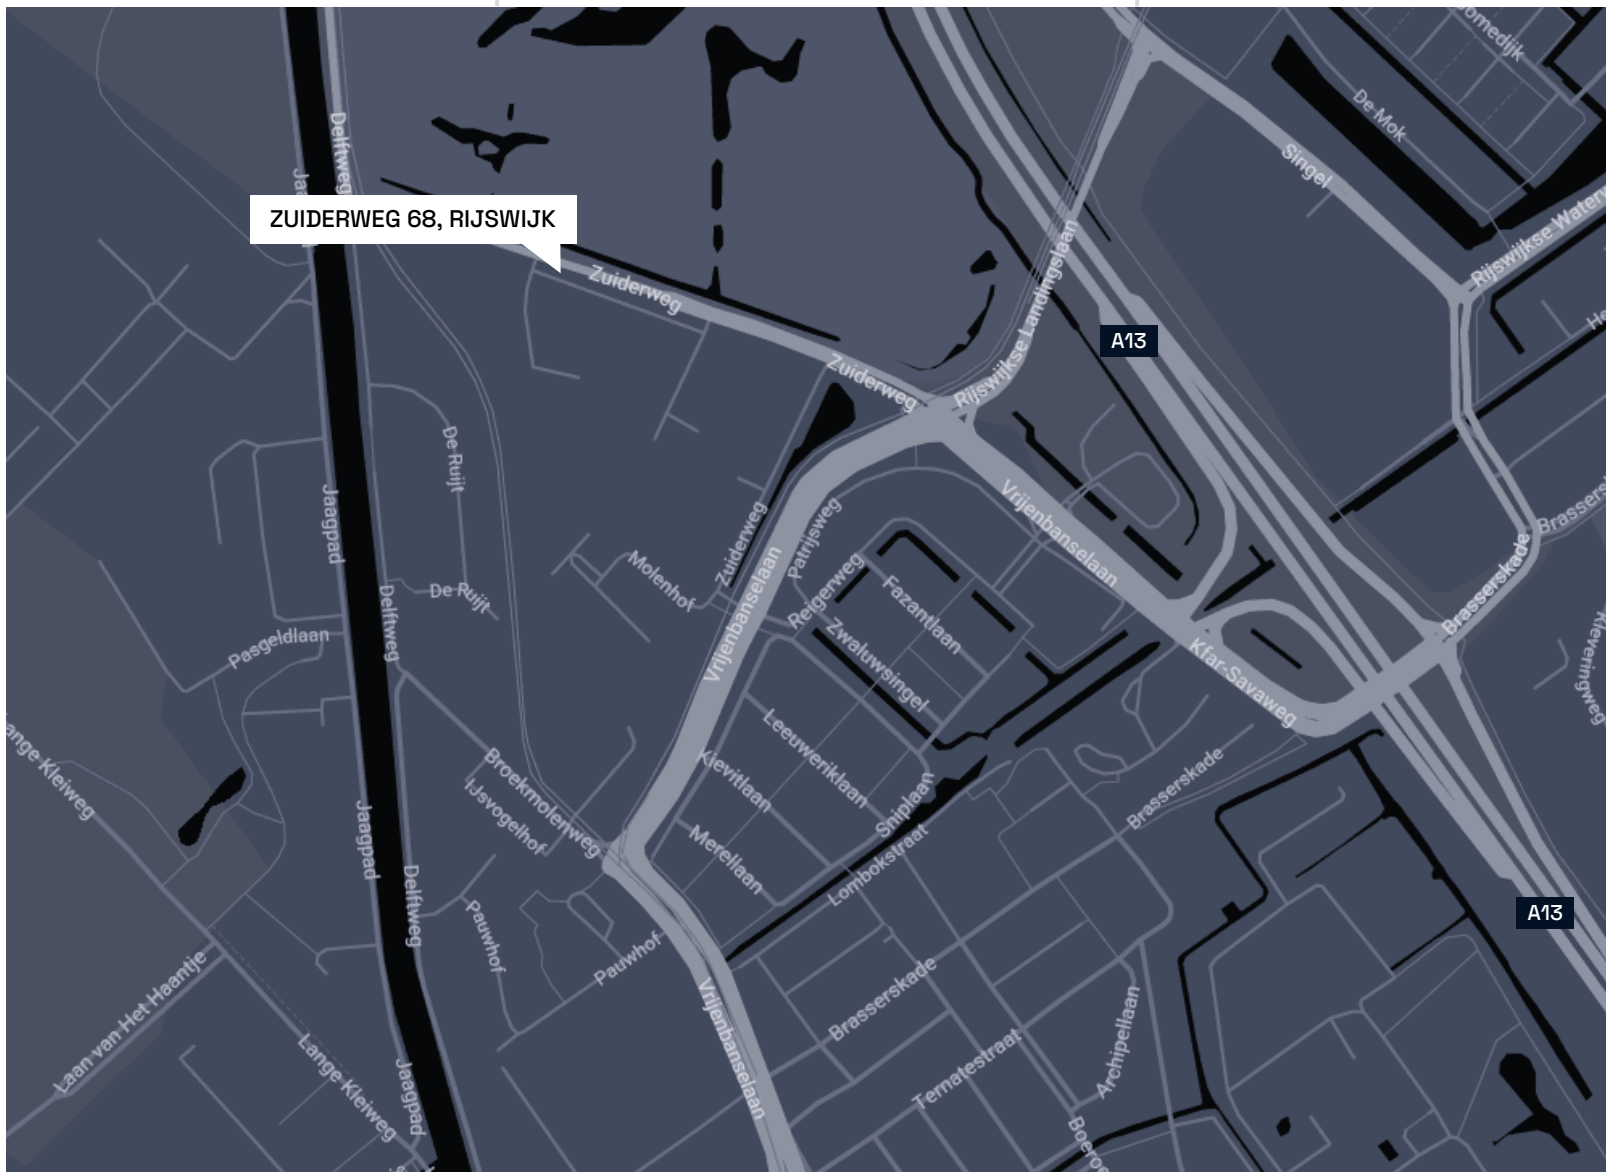 Delftweg
De Mok
Singel
ZUIDERWEG 68, RIJSWIJK
Zuiderweg
Rijswijkse Landingslaan
A13
Zuiderweg
De Ruijt
Jaagpad
Vrijenbanselaan
Zuiderweg
Patrijsweg
Brasserskade
Molenhof
Reigerweg
Fazantlaan
De Ruijt
Delftweg
Pasgeldlaan
Vrijenbanselaan
Zwaluwsingel
Kfar-Savaweg
Kleveringweg
Leeuweriklaan
Kievitlaan
Broekmolenweg
IJsvogelhof
Sniplaan
Brasserskade
Merellaan
Lombokstraat
Jaagpad
Delftweg
A13
Pauwhof
Pauwhof
Laan van Het Haantje
Vrijenbanselaan
Brasserskade
Archipellaan
Ternatestraat
Lange Kleiweg
Jaagpad